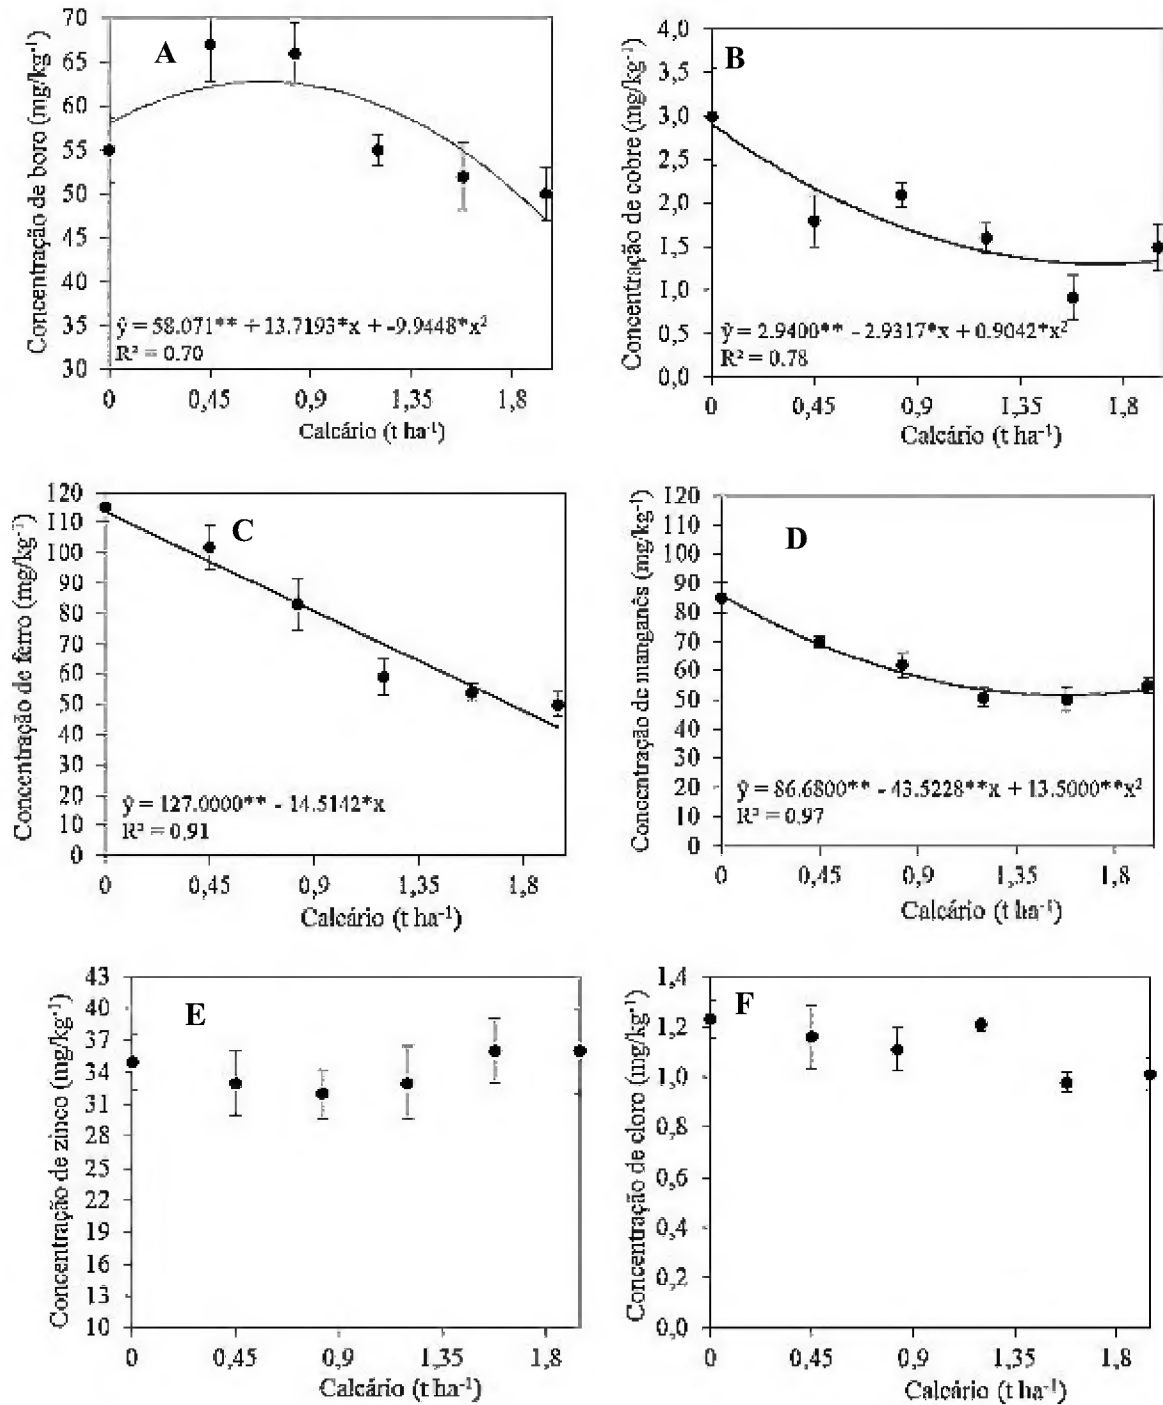 A
Concentração de boro (mg/kg⁻¹)
70
65
60
55
50
45
40
35
30
ŷ = 58.071** + 13.7193*x + -9.9448*x²
R² = 0.70
0 0,45 0,9 1,35 1,8
Calcário (t ha⁻¹)
B
Concentração de cobre (mg/kg⁻¹)
4,0
3,5
3,0
2,5
2,0
1,5
1,0
0,5
0,0
ŷ = 2.9400** - 2.9317*x + 0.9042*x²
R² = 0.78
0 0,45 0,9 1,35 1,8
Calcário (t ha⁻¹)
C
Concentração de ferro (mg/kg⁻¹)
120
110
100
90
80
70
60
50
40
30
20
10
0
ŷ = 127.0000** - 14.5142*x
R² = 0.91
0 0,45 0,9 1,35 1,8
Calcário (t ha⁻¹)
D
Concentração de manganês (mg/kg⁻¹)
120
110
100
90
80
70
60
50
40
30
20
10
0
ŷ = 86.6800** - 43.5228**x + 13.5000**x²
R² = 0.97
0 0,45 0,9 1,35 1,8
Calcário (t ha⁻¹)
E
Concentração de zinco (mg/kg⁻¹)
43
40
37
34
31
28
25
22
19
16
13
10
0 0,45 0,9 1,35 1,8
Calcário (t ha⁻¹)
F
Concentração de cloro (mg/kg⁻¹)
1,4
1,2
1,0
0,8
0,6
0,4
0,2
0,0
0 0,45 0,9 1,35 1,8
Calcário (t ha⁻¹)